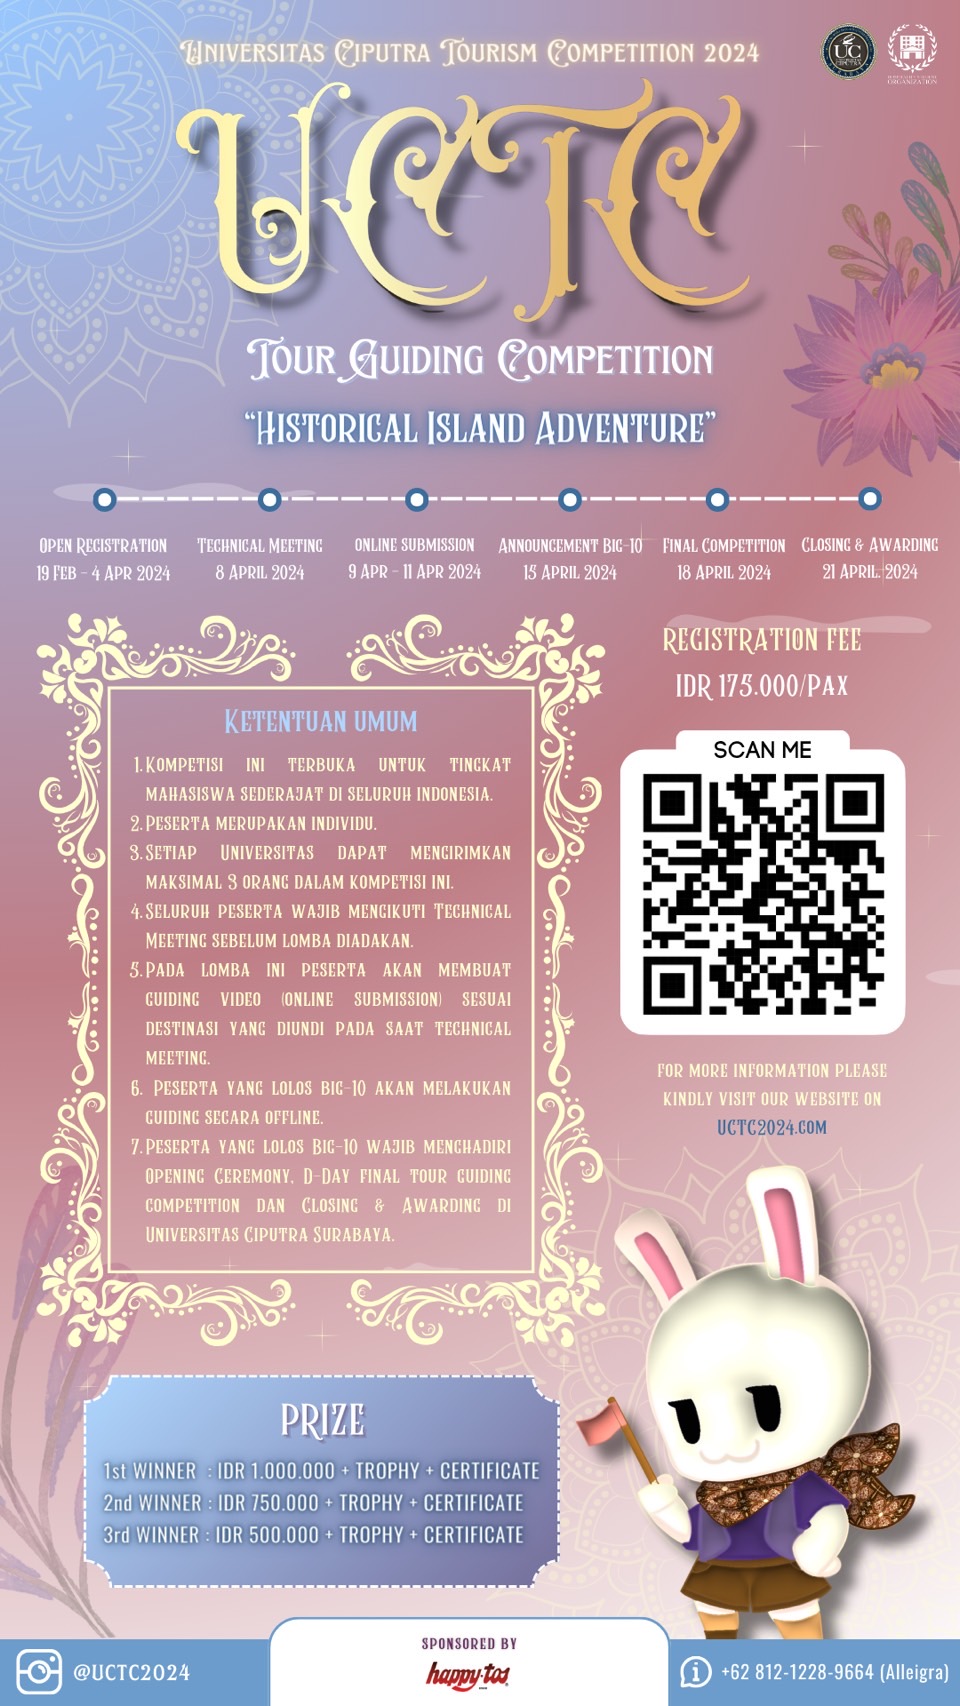 Universitas Ciputra Tourism Competition 2024
UC
ORGANIZATION
UCTC
Tour Guiding Competition
“Historical Island Adventure”
Open Registration
19 Feb - 4 Apr 2024
Technical Meeting
8 April 2024
online submission
9 Apr - 11 Apr 2024
Announcement Big-10
15 April 2024
Final Competition
18 April 2024
Closing & Awarding
21 April 2024
Registration Fee
IDR 175.000/pax
SCAN ME
Ketentuan umum
1. Kompetisi ini terbuka untuk tingkat
mahasiswa sederajat di seluruh Indonesia.
2. Peserta merupakan individu.
3. Setiap Universitas dapat mengirimkan
maksimal 3 orang dalam kompetisi ini.
4. Seluruh peserta wajib mengikuti Technical
Meeting sebelum lomba diadakan.
5. Pada lomba ini peserta akan membuat
guiding video (online submission) sesuai
destinasi yang diundi pada saat technical
meeting.
6. Peserta yang lolos big-10 akan melakukan
guiding secara offline.
7. Peserta yang lolos Big-10 wajib menghadiri
Opening Ceremony, D-Day final tour guiding
competition dan Closing & Awarding di
Universitas Ciputra Surabaya.
for more information please
kindly visit our website on
uctc2024.com
PRIZE
1st WINNER : IDR 1.000.000 + TROPHY + CERTIFICATE
2nd WINNER : IDR 750.000 + TROPHY + CERTIFICATE
3rd WINNER : IDR 500.000 + TROPHY + CERTIFICATE
@UCTC2024
SPONSORED BY
happy·tos
+62 812-1228-9664 (Alleigra)